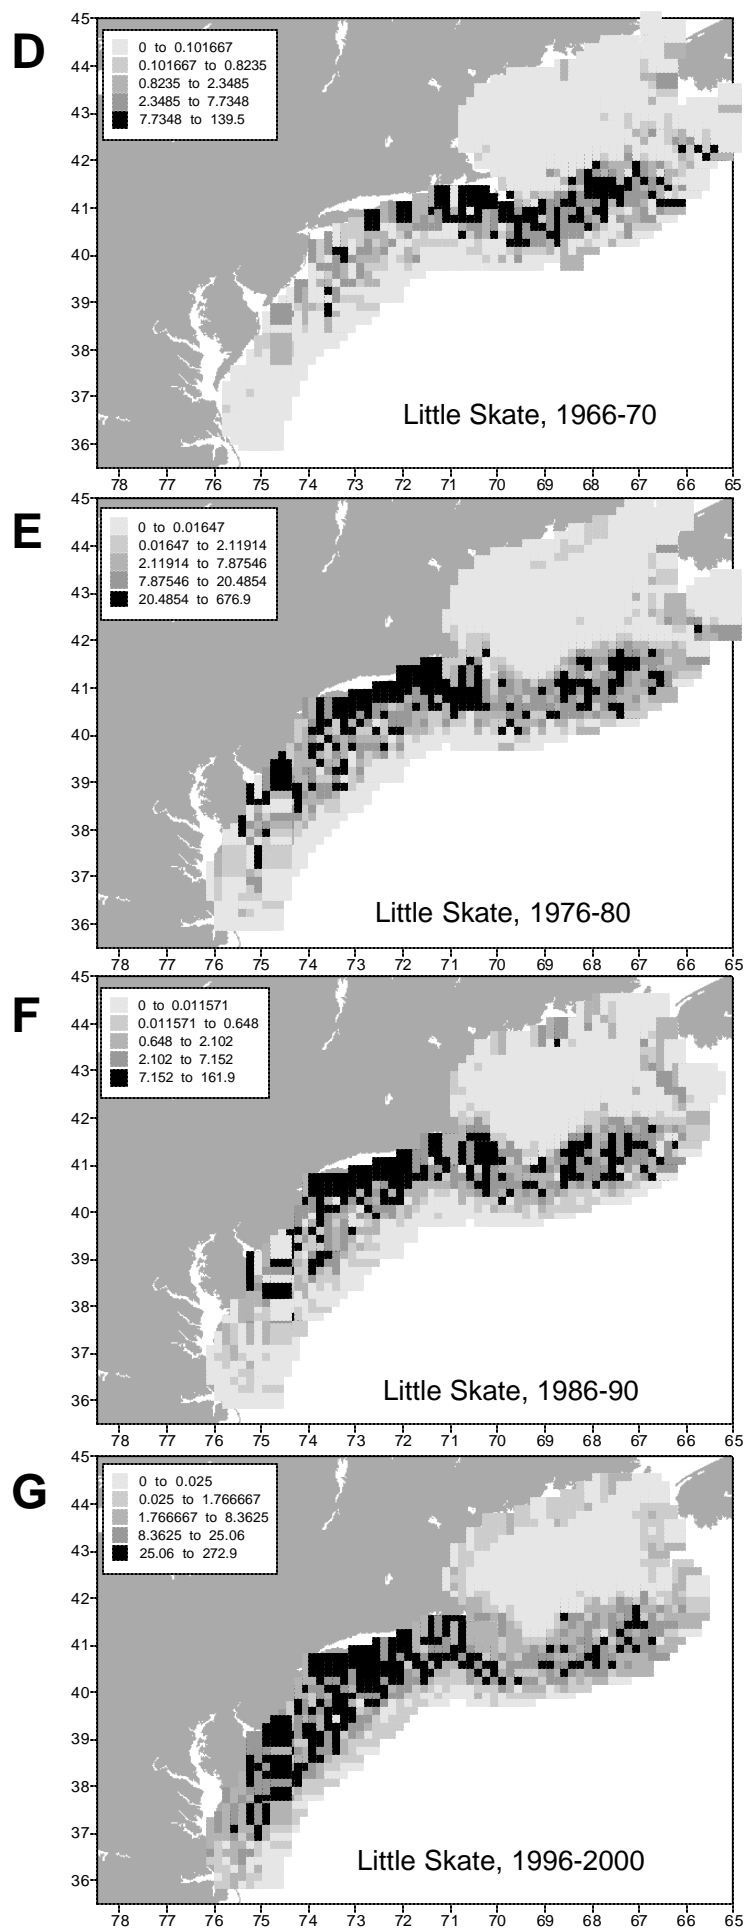 D
45
44
43
42
41
40
39
38
37
36
0 to 0.101667
0.101667 to 0.8235
0.8235 to 2.3485
2.3485 to 7.7348
7.7348 to 139.5
Little Skate, 1966-70
78 77 76 75 74 73 72 71 70 69 68 67 66 65
E
45
44
43
42
41
40
39
38
37
36
0 to 0.01647
0.01647 to 2.11914
2.11914 to 7.87546
7.87546 to 20.4854
20.4854 to 676.9
Little Skate, 1976-80
78 77 76 75 74 73 72 71 70 69 68 67 66 65
F
45
44
43
42
41
40
39
38
37
36
0 to 0.011571
0.011571 to 0.648
0.648 to 2.102
2.102 to 7.152
7.152 to 161.9
Little Skate, 1986-90
78 77 76 75 74 73 72 71 70 69 68 67 66 65
G
45
44
43
42
41
40
39
38
37
36
0 to 0.025
0.025 to 1.766667
1.766667 to 8.3625
8.3625 to 25.06
25.06 to 272.9
Little Skate, 1996-2000
78 77 76 75 74 73 72 71 70 69 68 67 66 65